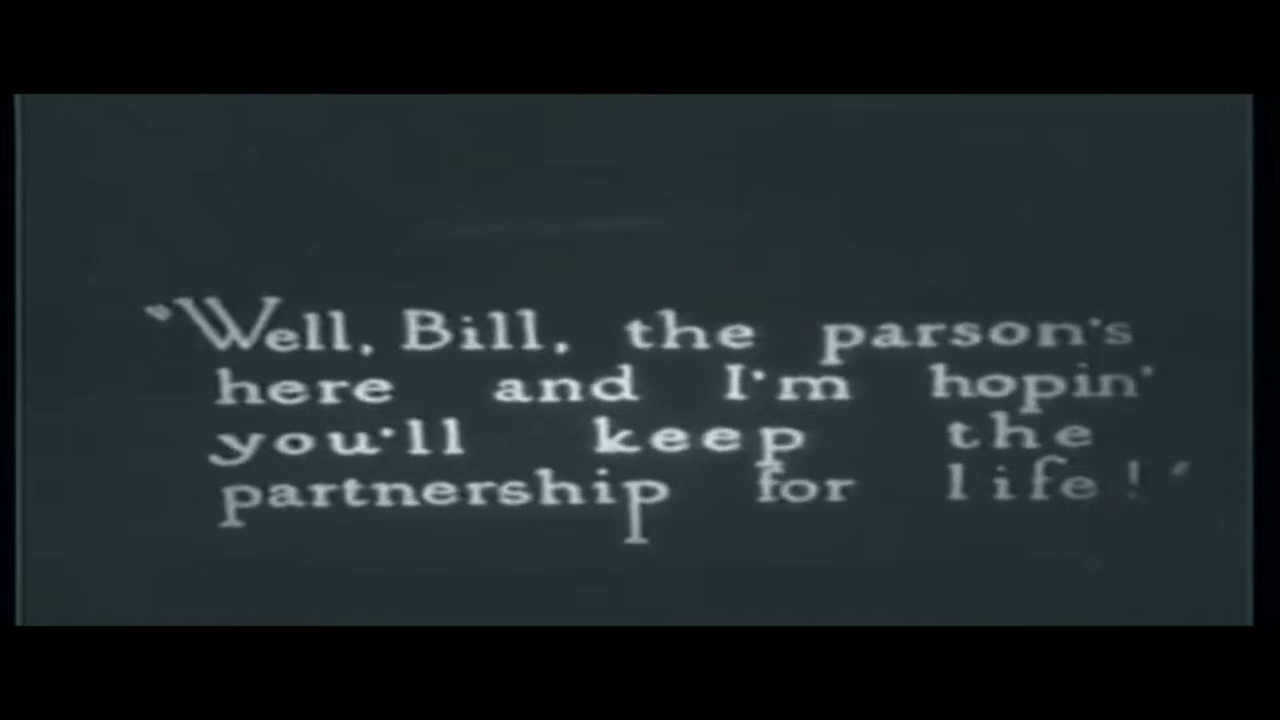 "Well, Bill, the parson's
here and I'm hopin'
you'll keep the
partnership for life!"